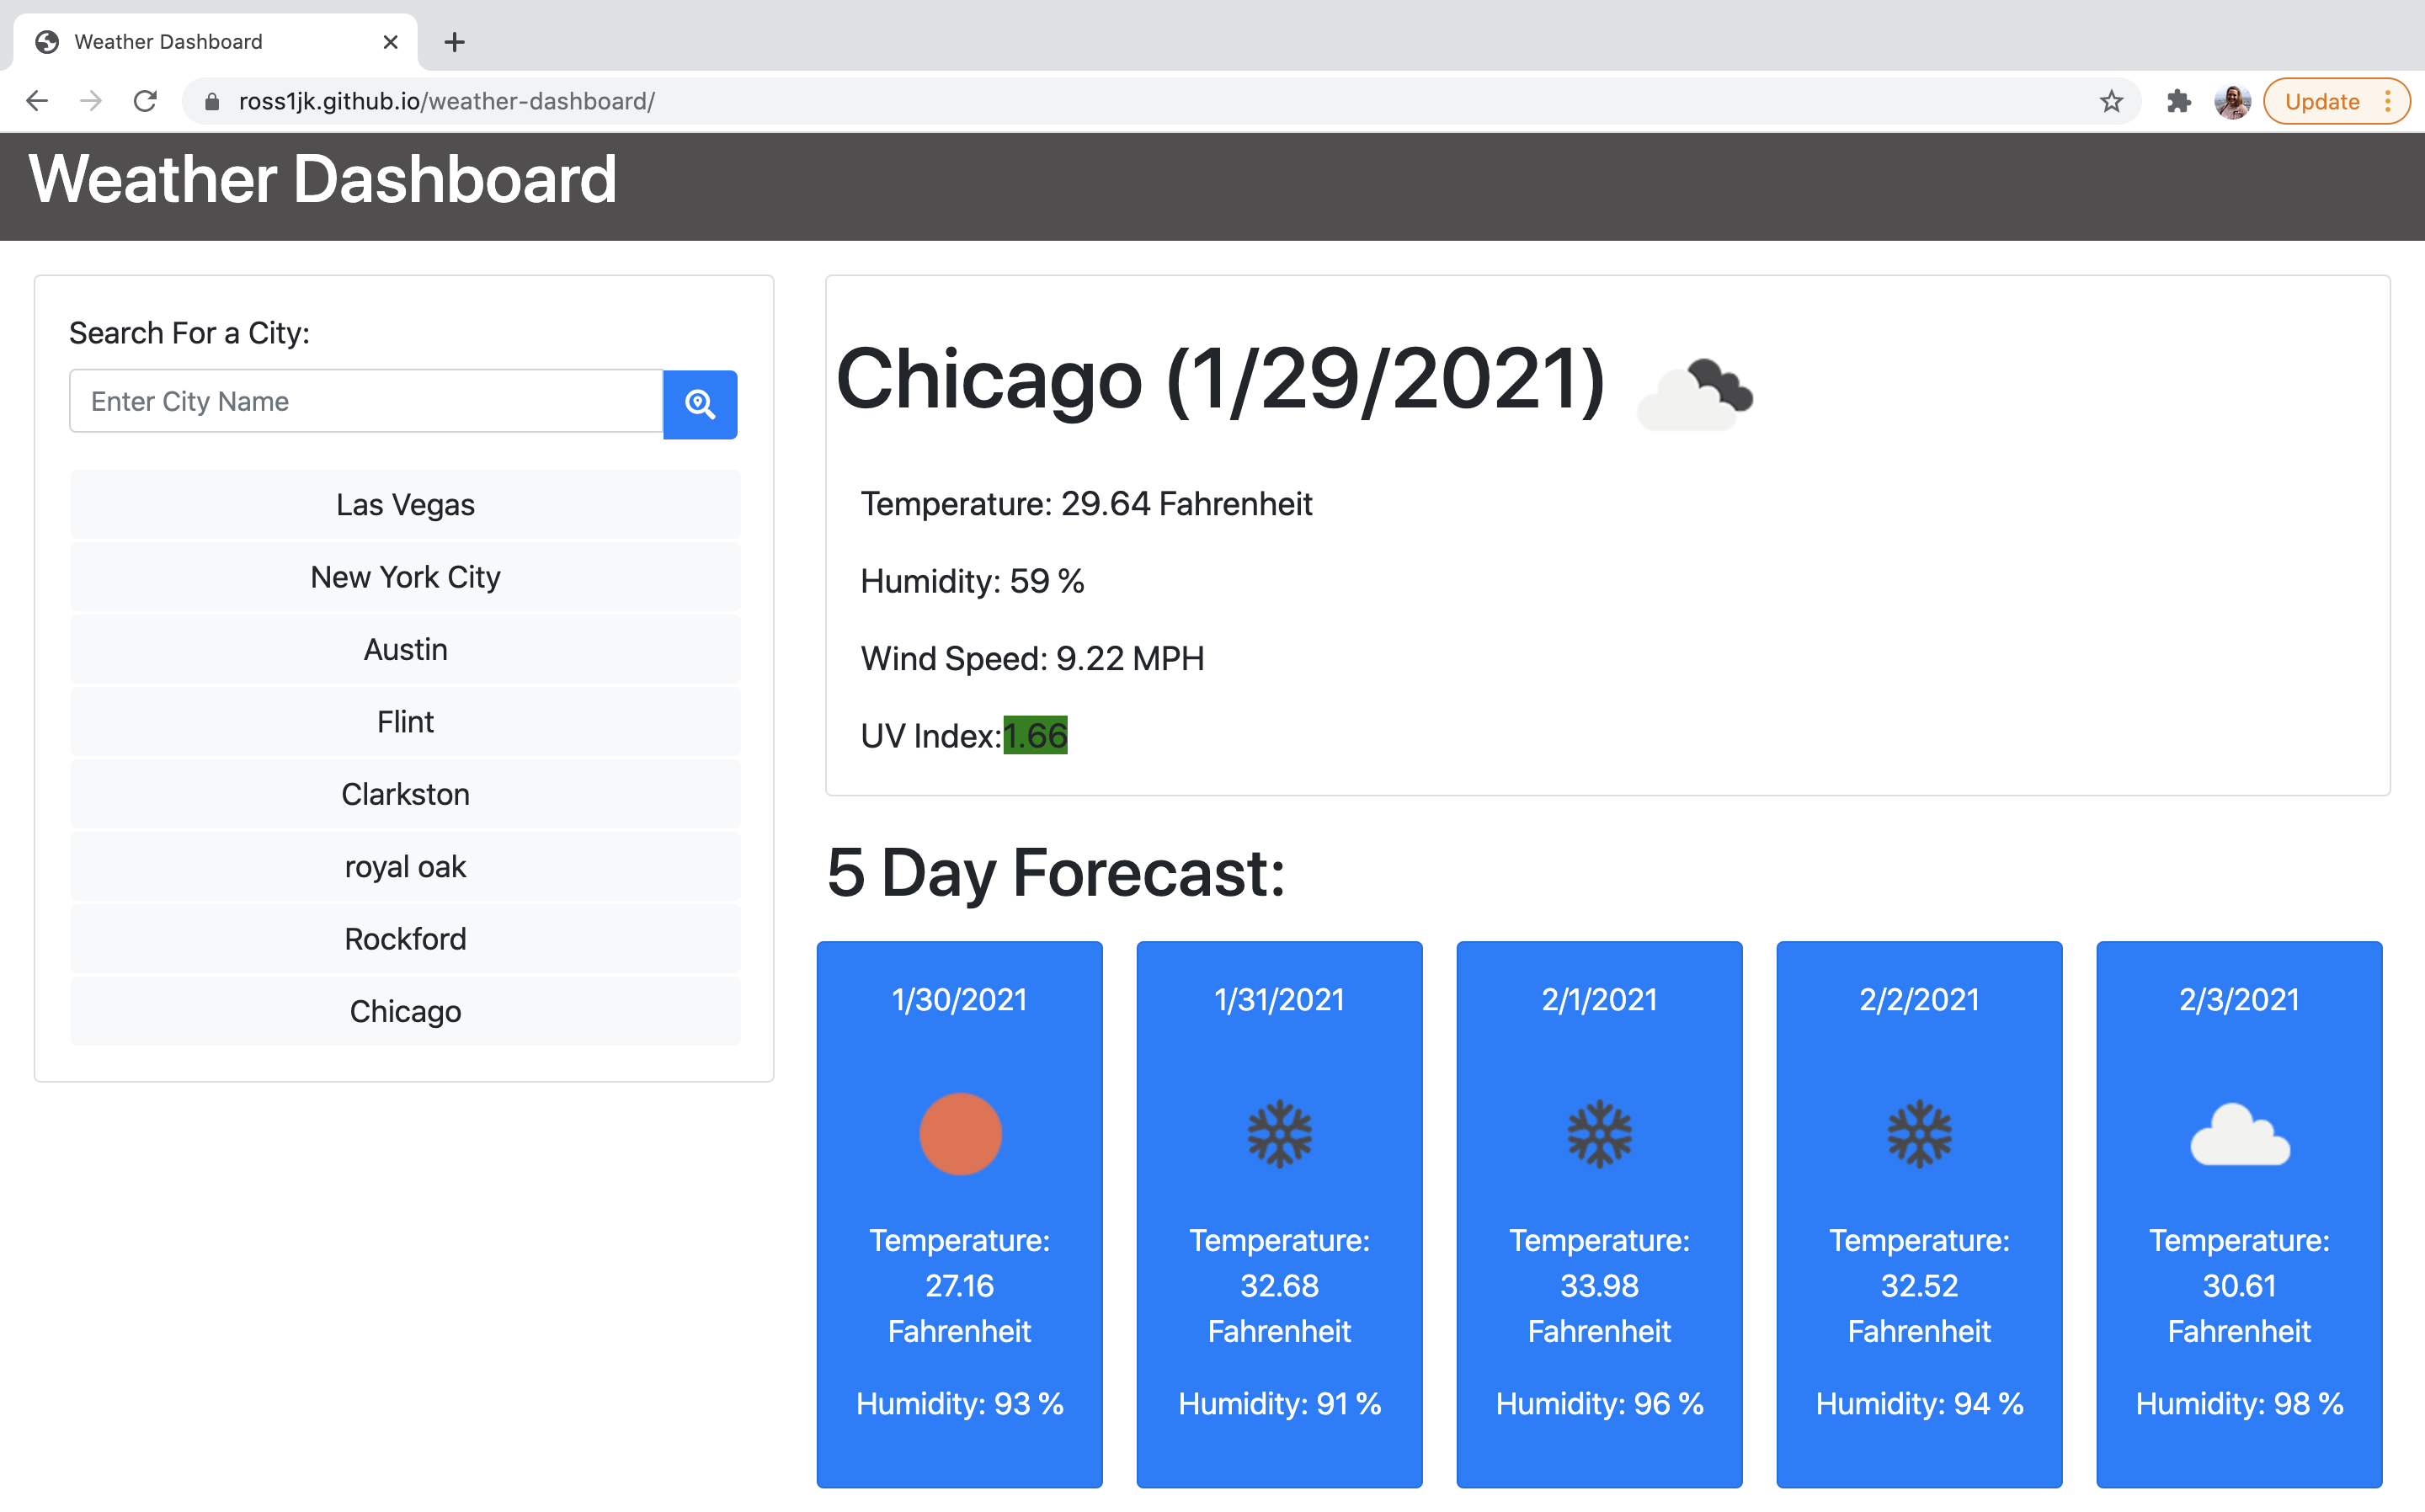 Weather Dashboard
ross1jk.github.io/weather-dashboard/
Update
Weather Dashboard
Search For a City:
Enter City Name
Las Vegas
New York City
Austin
Flint
Clarkston
royal oak
Rockford
Chicago
Chicago (1/29/2021)
Temperature: 29.64 Fahrenheit
Humidity: 59 %
Wind Speed: 9.22 MPH
UV Index:1.66
5 Day Forecast:
1/30/2021
Temperature:
27.16
Fahrenheit
Humidity: 93 %
1/31/2021
Temperature:
32.68
Fahrenheit
Humidity: 91 %
2/1/2021
Temperature:
33.98
Fahrenheit
Humidity: 96 %
2/2/2021
Temperature:
32.52
Fahrenheit
Humidity: 94 %
2/3/2021
Temperature:
30.61
Fahrenheit
Humidity: 98 %